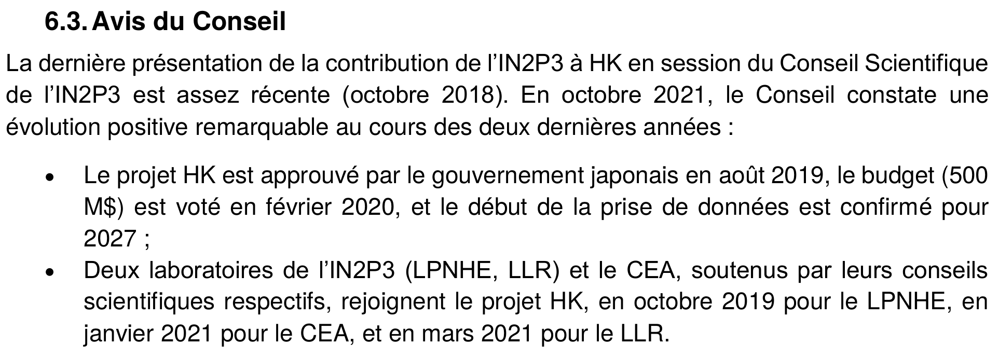 6.3. Avis du Conseil
La dernière présentation de la contribution de l’IN2P3 à HK en session du Conseil Scientifique
de l’IN2P3 est assez récente (octobre 2018). En octobre 2021, le Conseil constate une
évolution positive remarquable au cours des deux dernières années :
• Le projet HK est approuvé par le gouvernement japonais en août 2019, le budget (500
M$) est voté en février 2020, et le début de la prise de données est confirmé pour
2027 ;
• Deux laboratoires de l’IN2P3 (LPNHE, LLR) et le CEA, soutenus par leurs conseils
scientifiques respectifs, rejoignent le projet HK, en octobre 2019 pour le LPNHE, en
janvier 2021 pour le CEA, et en mars 2021 pour le LLR.